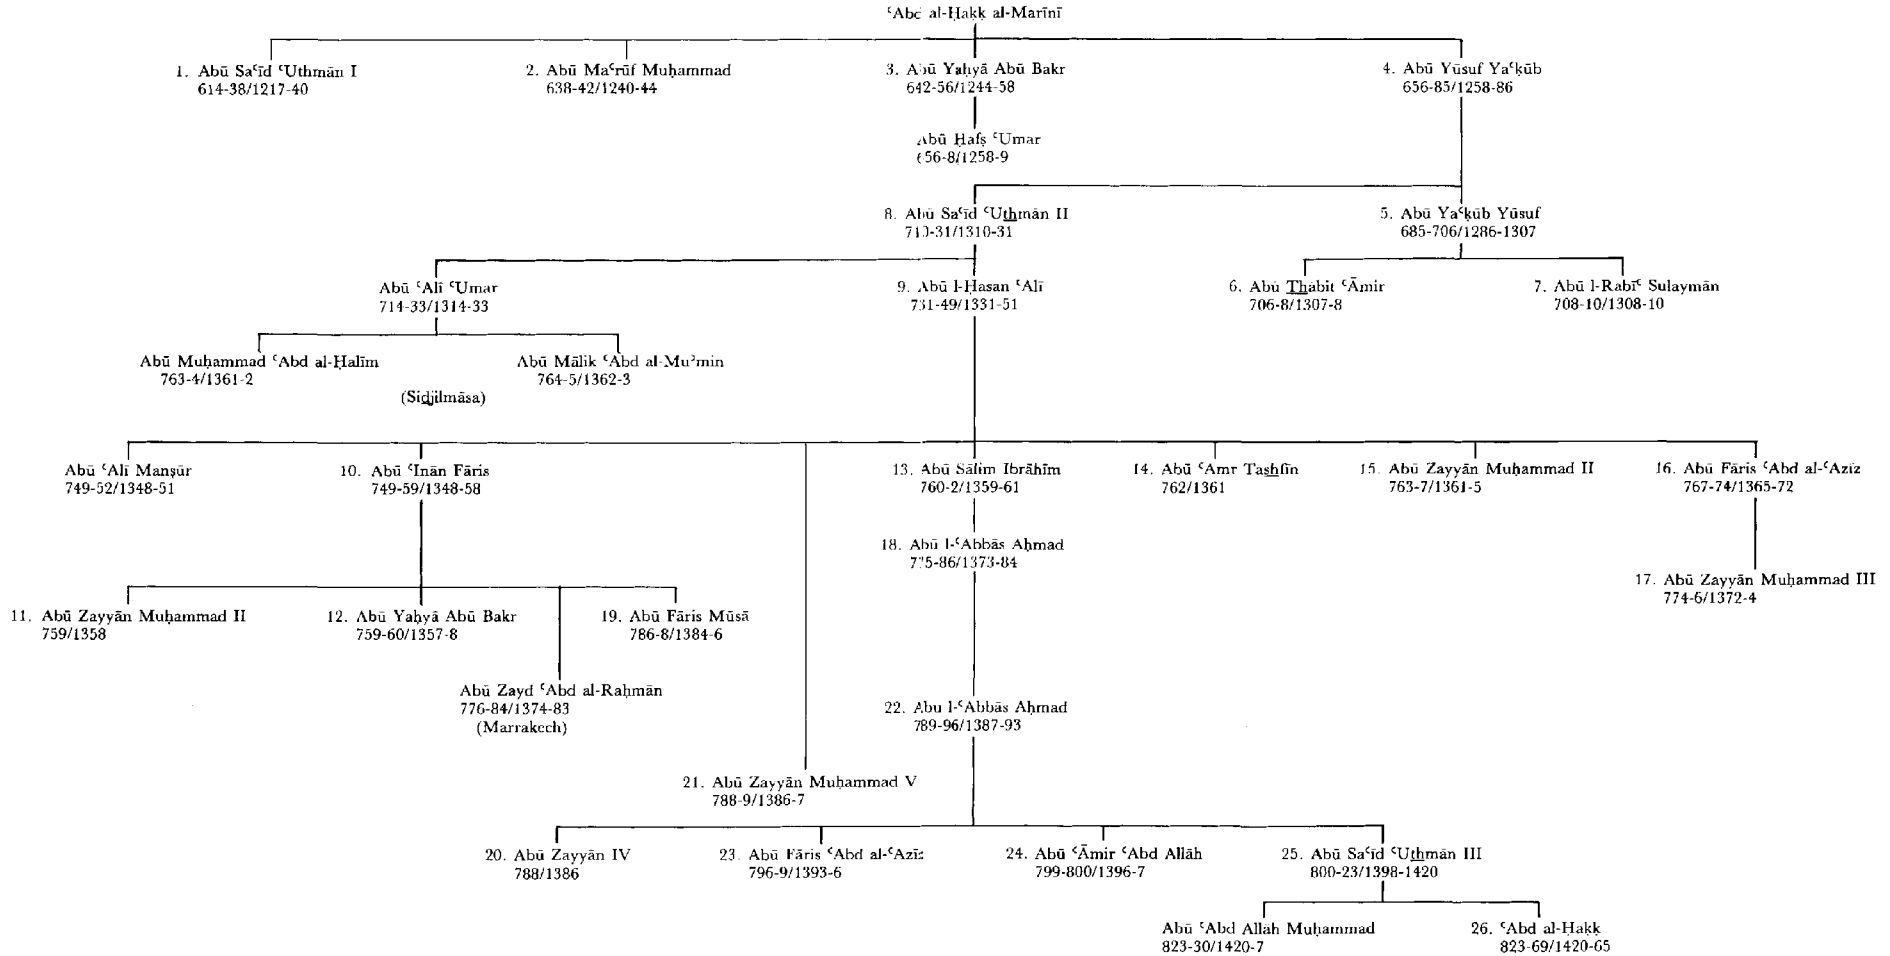 ʿAbd al-Ḥaḳḳ al-Marīnī
1. Abū Saʿīd ʿUthmān I
614-38/1217-40
2. Abū Maʿrūf Muḥammad
638-42/1240-44
3. Abū Yaḥyā Abū Bakr
642-56/1244-58
4. Abū Yūsuf Yaʿḳūb
656-85/1258-86
Abū Ḥafṣ ʿUmar
656-8/1258-9
8. Abū Saʿīd ʿUthmān II
710-31/1310-31
5. Abū Yaʿḳūb Yūsuf
685-706/1286-1307
Abū ʿAlī ʿUmar
714-33/1314-33
9. Abū l-Ḥasan ʿAlī
731-49/1331-51
6. Abū Thābit ʿĀmir
706-8/1307-8
7. Abū l-Rabīʿ Sulaymān
708-10/1308-10
Abū Muḥammad ʿAbd al-Ḥalīm
763-4/1361-2
Abū Mālik ʿAbd al-Muʾmin
764-5/1362-3
(Sidjilmāsa)
Abū ʿAlī Manṣūr
749-52/1348-51
10. Abū ʿInān Fāris
749-59/1348-58
13. Abū Sālim Ibrāhīm
760-2/1359-61
14. Abū ʿAmr Tashfīn
762/1361
15. Abū Zayyān Muḥammad II
763-7/1361-5
16. Abū Fāris ʿAbd al-ʿAzīz
767-74/1365-72
18. Abū l-ʿAbbās Aḥmad
775-86/1373-84
17. Abū Zayyān Muḥammad III
774-6/1372-4
11. Abū Zayyān Muḥammad II
759/1358
12. Abū Yaḥyā Abū Bakr
759-60/1357-8
19. Abū Fāris Mūsā
786-8/1384-6
Abū Zayd ʿAbd al-Raḥmān
776-84/1374-83
(Marrakech)
22. Abu l-ʿAbbās Aḥmad
789-96/1387-93
21. Abū Zayyān Muḥammad V
788-9/1386-7
20. Abū Zayyān IV
788/1386
23. Abū Fāris ʿAbd al-ʿAzīz
796-9/1393-6
24. Abū ʿĀmir ʿAbd Allāh
799-800/1396-7
25. Abū Saʿīd ʿUthmān III
800-23/1398-1420
Abū ʿAbd Allāh Muḥammad
823-30/1420-7
26. ʿAbd al-Ḥaḳḳ
823-69/1420-65